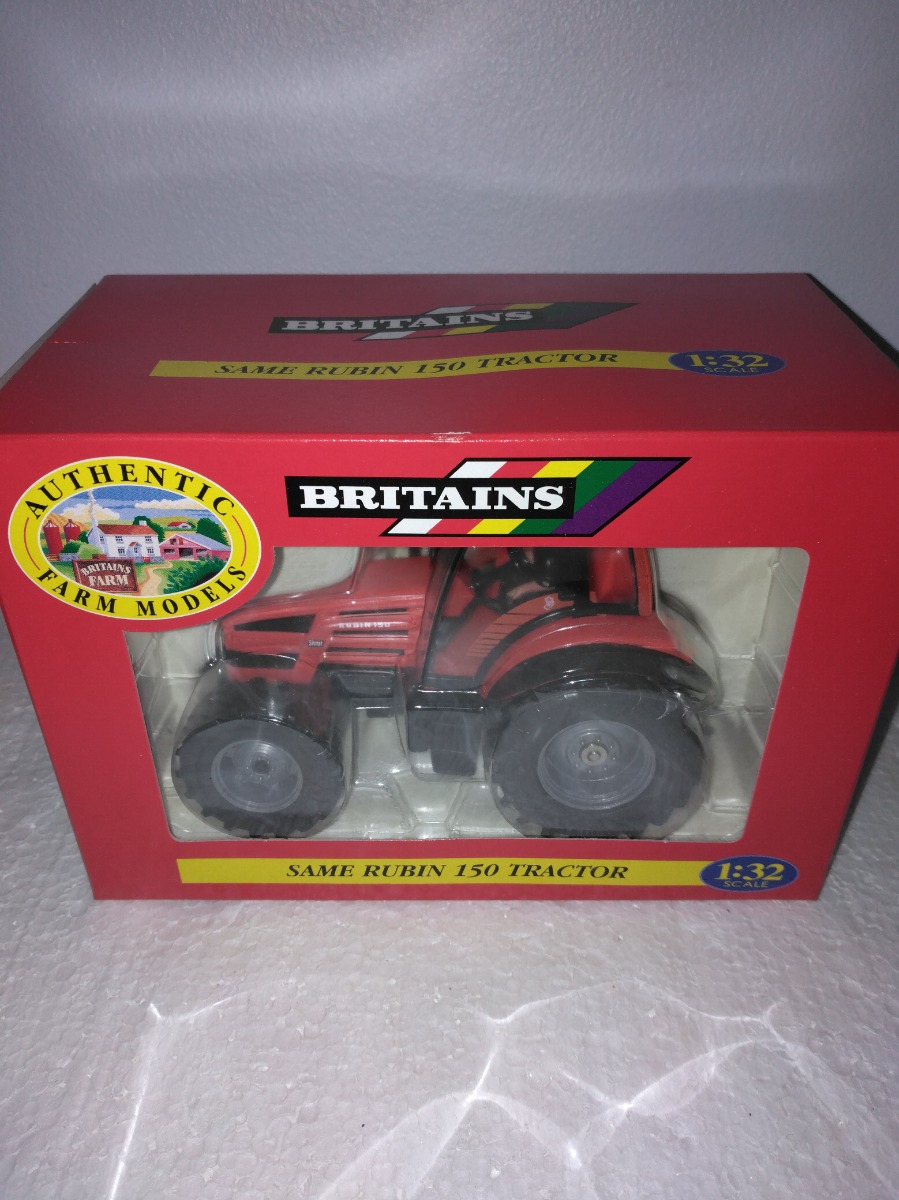 BRITAINS
SAME RUBIN 150 TRACTOR
1:32
SCALE
AUTHENTIC
BRITAINS
FARM
FARM MODELS
BRITAINS
RUBIN 150
SAME RUBIN 150 TRACTOR
1:32
SCALE